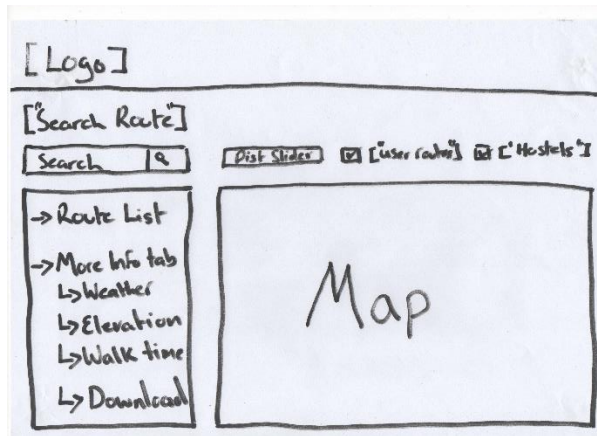 [Logo]
["Search Route"]
Search
Dist Slider ["user routes"] ["Hostels"]
→ Route List
→ More Info tab
↳ Weather
↳ Elevation
↳ Walk time
↳ Download
Map